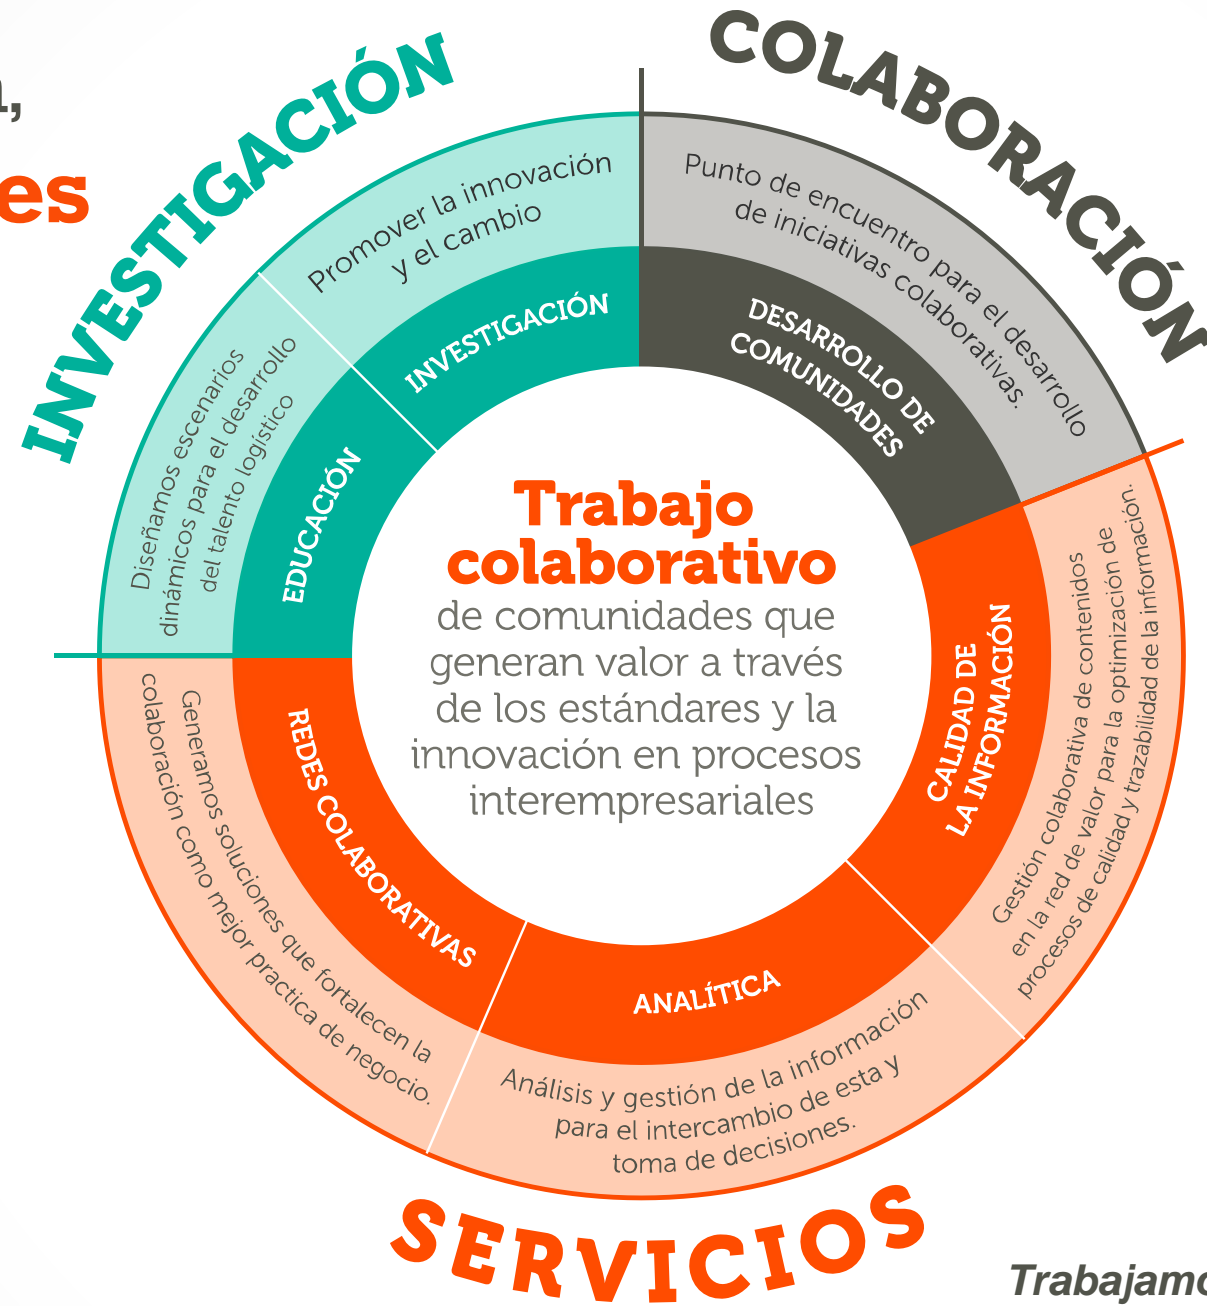 es
INVESTIGACIÓN
COLABORACIÓN
Promover la innovación
y el cambio
INVESTIGACIÓN
Punto de encuentro para el desarrollo
de iniciativas colaborativas.
DESARROLLO DE
COMUNIDADES
Diseñamos escenarios
dinámicos para el desarrollo
del talento logístico
EDUCACIÓN
Trabajo
colaborativo
de comunidades que
generan valor a través
de los estándares y la
innovación en procesos
interempresariales
CALIDAD DE
LA INFORMACIÓN
Gestión colaborativa de contenidos
en la red de valor para la optimización de
procesos de calidad y trazabilidad de la información.
REDES COLABORATIVAS
Generamos soluciones que fortalecen la
colaboración como mejor practica de negocio.
ANALÍTICA
Análisis y gestión de la información
para el intercambio de esta y
toma de decisiones.
SERVICIOS
Trabajamo